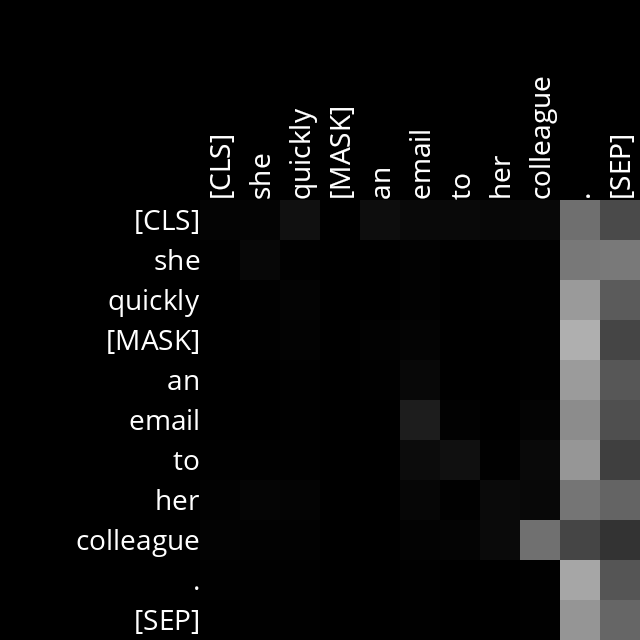 [CLS] she quickly [MASK] an email to her colleague . [SEP]
[CLS]
she
quickly
[MASK]
an
email
to
her
colleague
.
[SEP]